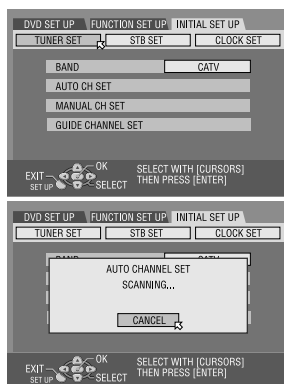 DVD SET UP FUNCTION SET UP INITIAL SET UP
TUNER SET STB SET CLOCK SET
BAND CATV
AUTO CH SET
MANUAL CH SET
GUIDE CHANNEL SET
OK
EXIT
SET UP SELECT
SELECT WITH [CURSORS]
THEN PRESS [ENTER]
DVD SET UP FUNCTION SET UP INITIAL SET UP
TUNER SET STB SET CLOCK SET
AUTO CHANNEL SET
SCANNING...
CANCEL
OK
EXIT
SET UP SELECT
SELECT WITH [CURSORS]
THEN PRESS [ENTER]